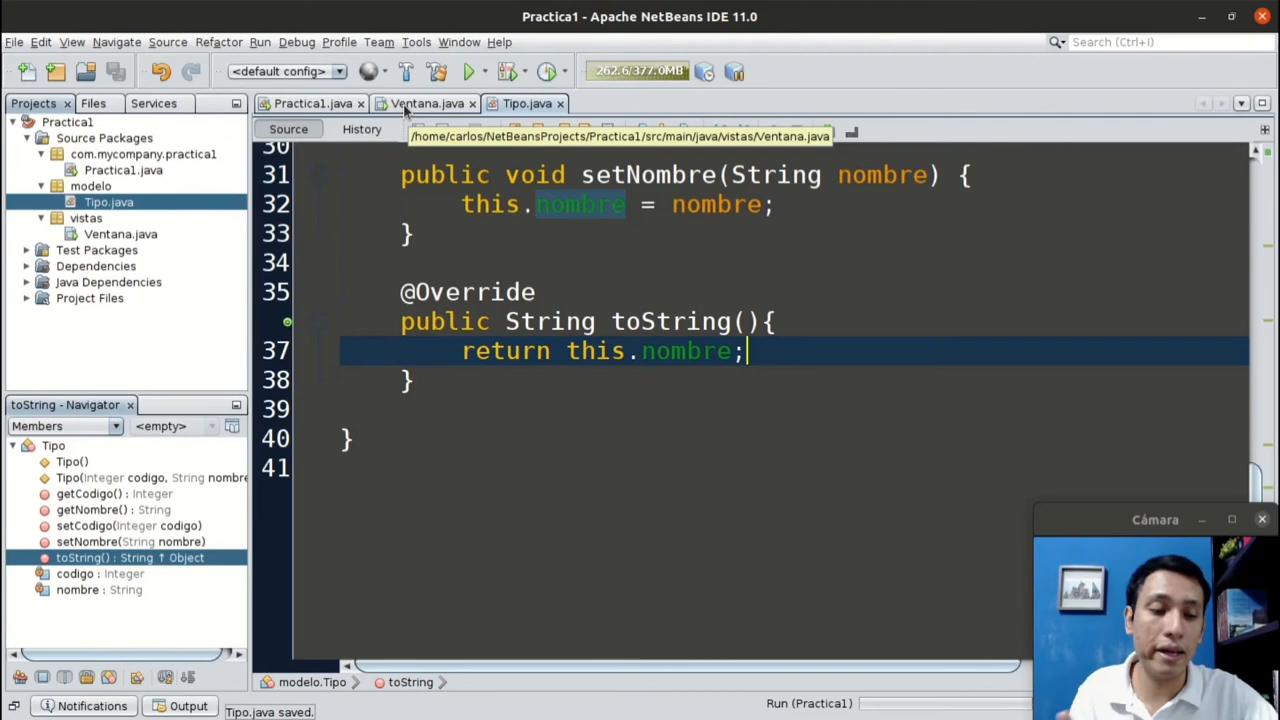 Practica1 - Apache NetBeans IDE 11.0
File Edit View Navigate Source Refactor Run Debug Profile Team Tools Window Help
Search (Ctrl+I)
<default config>
262.6/377.0MB
Projects Files Services
Practica1.java Ventana.java Tipo.java
Source History
/home/carlos/NetBeansProjects/Practica1/src/main/java/vistas/Ventana.java
Practica1
Source Packages
com.mycompany.practica1
Practica1.java
modelo
Tipo.java
vistas
Ventana.java
Test Packages
Dependencies
Java Dependencies
Project Files
30
31 public void setNombre(String nombre) {
32 this.nombre = nombre;
33 }
34
35 @Override
public String toString(){
37 return this.nombre;
38 }
39
40 }
41
toString - Navigator
Members <empty>
Tipo
Tipo()
Tipo(Integer codigo, String nombre
getCodigo() : Integer
getNombre() : String
setCodigo(Integer codigo)
setNombre(String nombre)
toString() : String ↑ Object
codigo : Integer
nombre : String
Cámara
modelo.Tipo toString
Notifications Output
Tipo.java saved.
Run (Practica1)